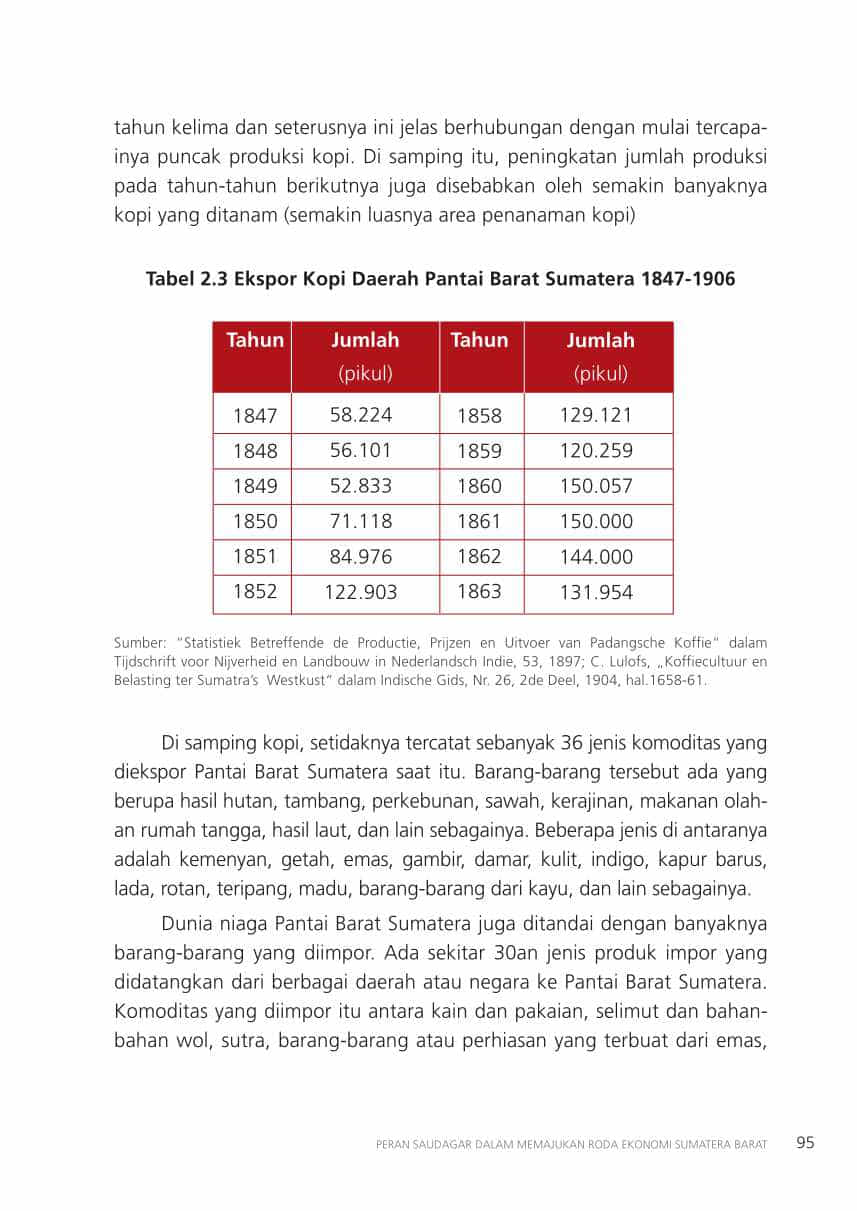 tahun kelima dan seterusnya ini jelas berhubungan dengan mulai tercapa-
inya puncak produksi kopi. Di samping itu, peningkatan jumlah produksi
pada tahun-tahun berikutnya juga disebabkan oleh semakin banyaknya
kopi yang ditanam (semakin luasnya area penanaman kopi)
Tabel 2.3 Ekspor Kopi Daerah Pantai Barat Sumatera 1847-1906
Tahun Jumlah Tahun Jumlah
(pikul) (pikul)
1847 58.224 1858 129.121
1848 56.101 1859 120.259
1849 52.833 1860 150.057
1850 71.118 1861 150.000
1851 84.976 1862 144.000
1852 122.903 1863 131.954
Sumber: “Statistiek Betreffende de Productie, Prijzen en Uitvoer van Padangsche Koffie” dalam
Tijdschrift voor Nijverheid en Landbouw in Nederlandsch Indie, 53, 1897; C. Lulofs, „Koffiecultuur en
Belasting ter Sumatra’s Westkust“ dalam Indische Gids, Nr. 26, 2de Deel, 1904, hal.1658-61.
Di samping kopi, setidaknya tercatat sebanyak 36 jenis komoditas yang
diekspor Pantai Barat Sumatera saat itu. Barang-barang tersebut ada yang
berupa hasil hutan, tambang, perkebunan, sawah, kerajinan, makanan olah-
an rumah tangga, hasil laut, dan lain sebagainya. Beberapa jenis di antaranya
adalah kemenyan, getah, emas, gambir, damar, kulit, indigo, kapur barus,
lada, rotan, teripang, madu, barang-barang dari kayu, dan lain sebagainya.
Dunia niaga Pantai Barat Sumatera juga ditandai dengan banyaknya
barang-barang yang diimpor. Ada sekitar 30an jenis produk impor yang
didatangkan dari berbagai daerah atau negara ke Pantai Barat Sumatera.
Komoditas yang diimpor itu antara kain dan pakaian, selimut dan bahan-
bahan wol, sutra, barang-barang atau perhiasan yang terbuat dari emas,
PERAN SAUDAGAR DALAM MEMAJUKAN RODA EKONOMI SUMATERA BARAT 95